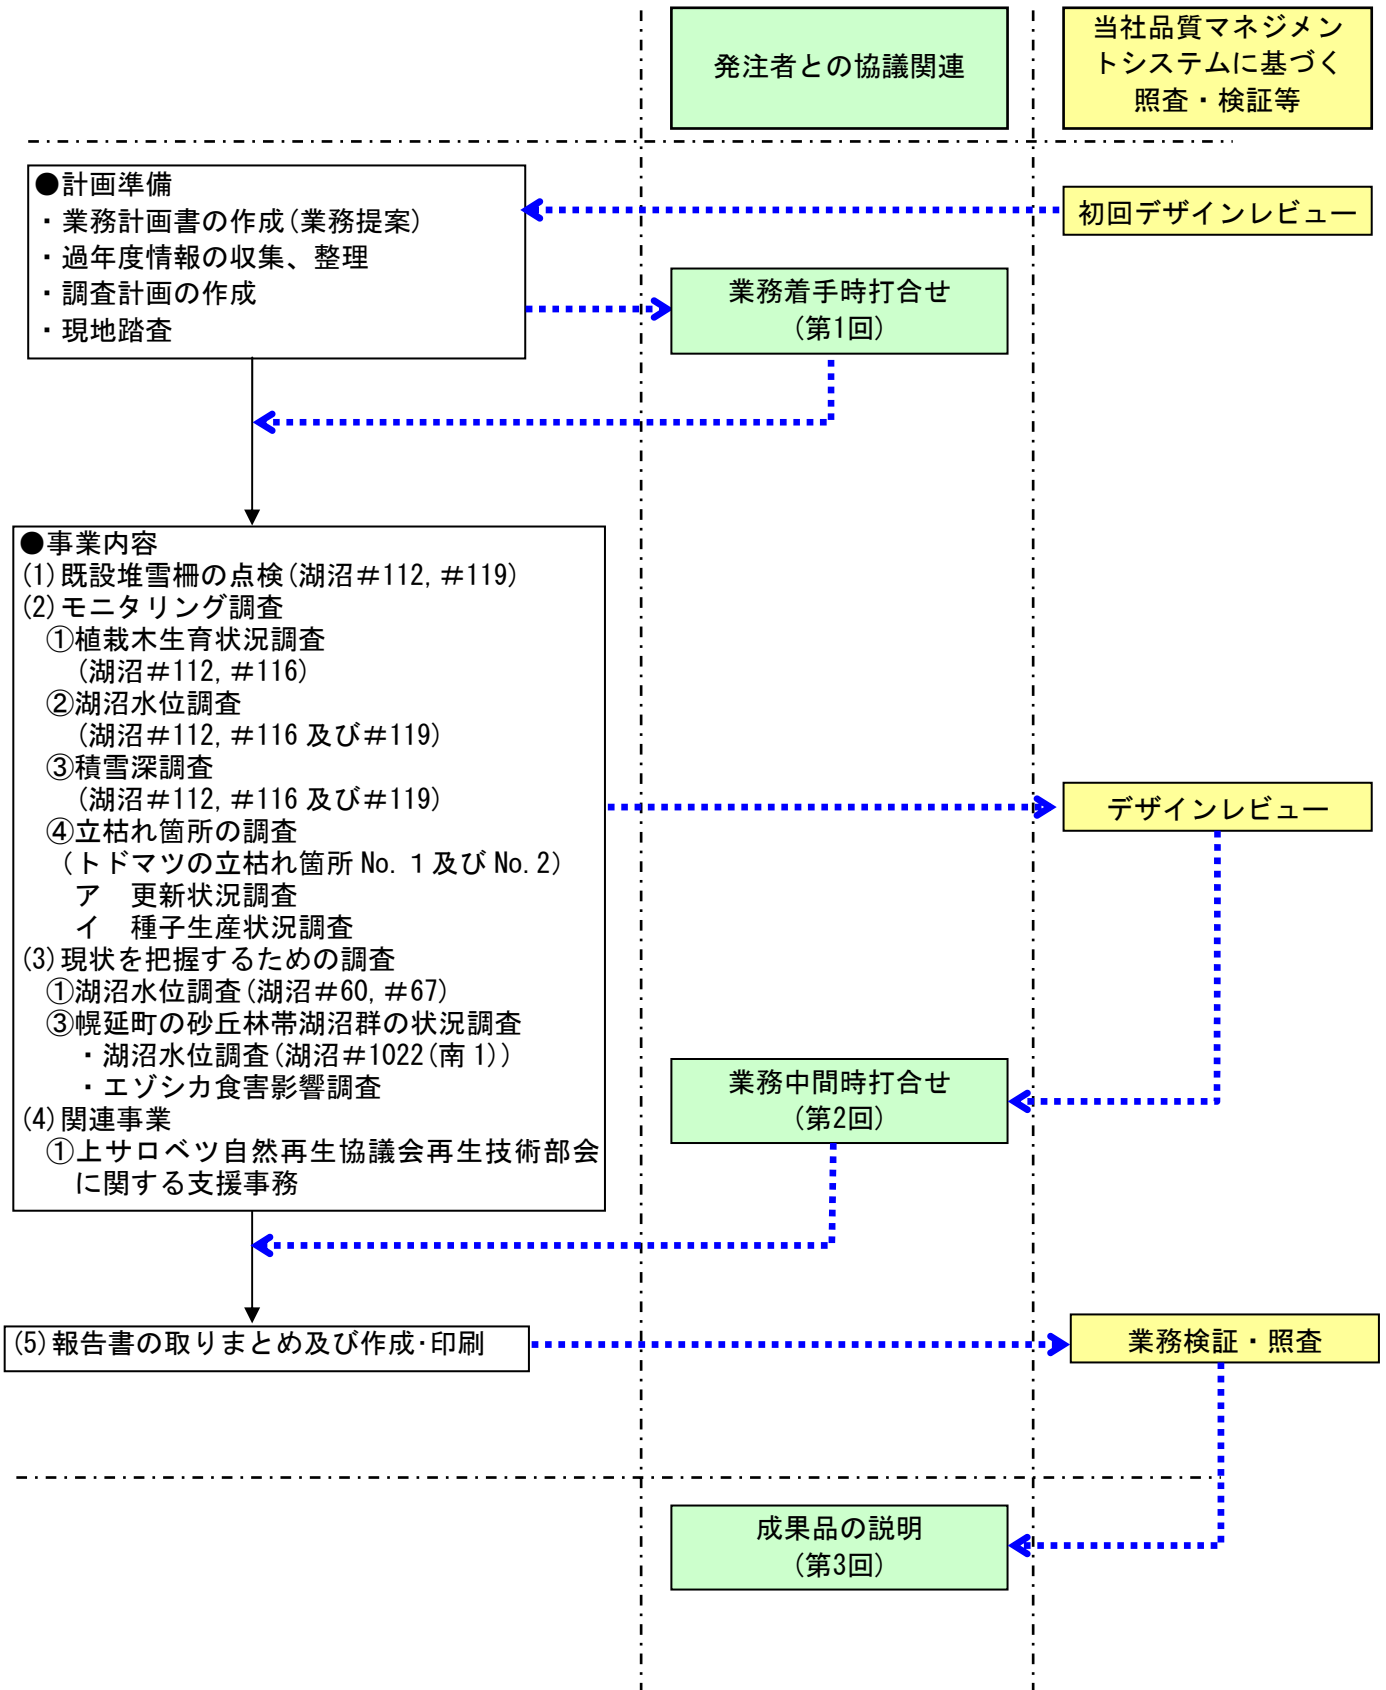 発注者との協議関連
当社品質マネジメン
トシステムに基づく
照査・検証等
●計画準備
・業務計画書の作成(業務提案)
・過年度情報の収集、整理
・調査計画の作成
・現地踏査
初回デザインレビュー
業務着手時打合せ
(第1回)
●事業内容
(1)既設堆雪柵の点検(湖沼＃112,＃119)
(2)モニタリング調査
①植栽木生育状況調査
(湖沼＃112,＃116)
②湖沼水位調査
(湖沼＃112,＃116 及び＃119)
③積雪深調査
(湖沼＃112,＃116 及び＃119)
④立枯れ箇所の調査
(トドマツの立枯れ箇所 No.１及び No.2)
ア　更新状況調査
イ　種子生産状況調査
(3)現状を把握するための調査
①湖沼水位調査(湖沼＃60,＃67)
③幌延町の砂丘林帯湖沼群の状況調査
・湖沼水位調査(湖沼＃1022(南 1))
・エゾシカ食害影響調査
(4)関連事業
①上サロベツ自然再生協議会再生技術部会
に関する支援事務
デザインレビュー
業務中間時打合せ
(第2回)
(5)報告書の取りまとめ及び作成･印刷
業務検証・照査
成果品の説明
(第3回)